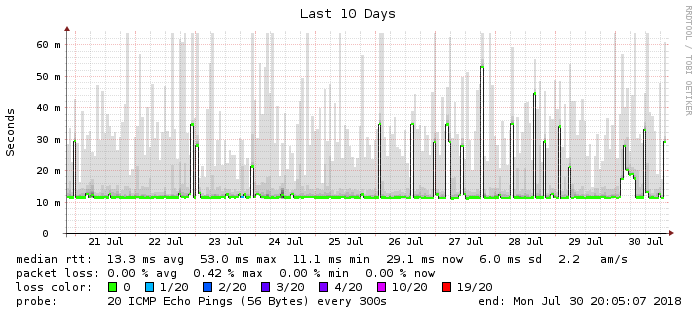 Last 10 Days
RRDTOOL / TOBI OETIKER
Seconds
60 m
50 m
40 m
30 m
20 m
10 m
0
21 Jul 22 Jul 23 Jul 24 Jul 25 Jul 26 Jul 27 Jul 28 Jul 29 Jul 30 Jul
median rtt: 13.3 ms avg 53.0 ms max 11.1 ms min 29.1 ms now 6.0 ms sd 2.2 am/s
packet loss: 0.00 % avg 0.42 % max 0.00 % min 0.00 % now
loss color: 0 1/20 2/20 3/20 4/20 10/20 19/20
probe: 20 ICMP Echo Pings (56 Bytes) every 300s end: Mon Jul 30 20:05:07 2018